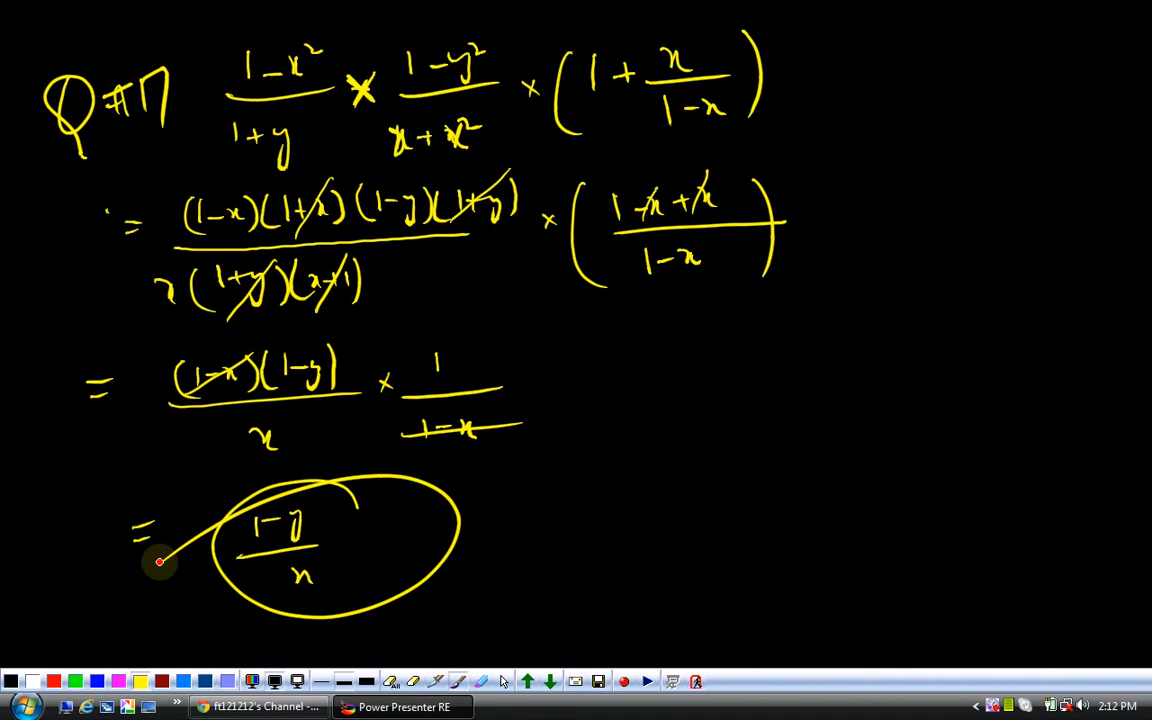 Q#17 (1-x²)/(1+y) × (1-y²)/(x+x²) × (1 + x/(1-x))
= (1-x)(1+x)(1-y)(1+y)/(x(1+y)(x+1)) × ((1-x+x)/(1-x))
= (1-x)(1-y)/x × 1/(1-x)
= (1-y)/x
All
ft121212's Channel -...
Power Presenter RE
2:12 PM